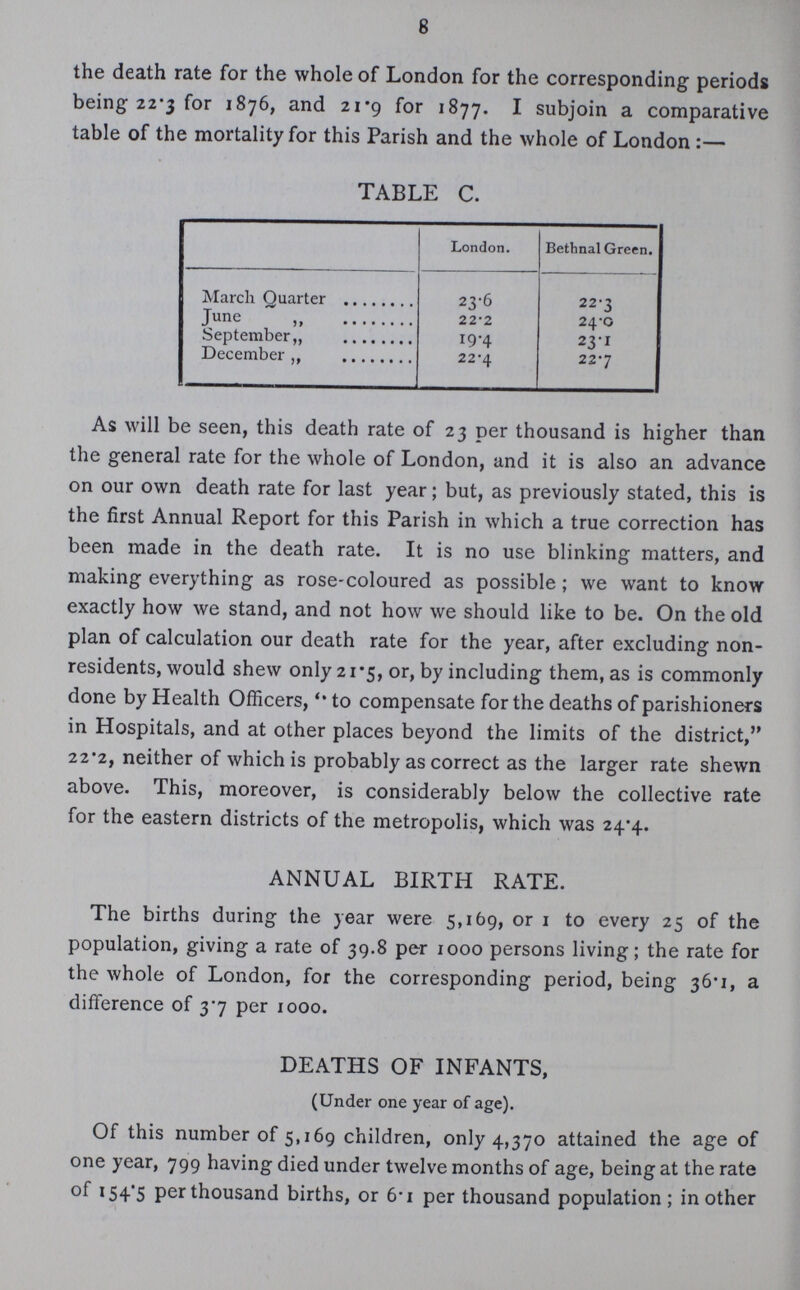 8
the death rate for the whole of London for the corresponding periods
being 22·3 for 1876, and 21·9 for 1877. I subjoin a comparative
table of the mortality for this Parish and the whole of London :—
TABLE C.
London. Bethnal Green.
March Quarter ........ 23·6 22·3
June ,, ........ 22·2 24·0
September,, ........ 19·4 23·1
December ,, ........ 22·4 22·7
As will be seen, this death rate of 23 per thousand is higher than
the general rate for the whole of London, and it is also an advance
on our own death rate for last year; but, as previously stated, this is
the first Annual Report for this Parish in which a true correction has
been made in the death rate. It is no use blinking matters, and
making everything as rose-coloured as possible; we want to know
exactly how we stand, and not how we should like to be. On the old
plan of calculation our death rate for the year, after excluding non-
residents, would shew only 21·5, or, by including them, as is commonly
done by Health Officers, “ to compensate for the deaths of parishioners
in Hospitals, and at other places beyond the limits of the district,”
22·2, neither of which is probably as correct as the larger rate shewn
above. This, moreover, is considerably below the collective rate
for the eastern districts of the metropolis, which was 24·4.
ANNUAL BIRTH RATE.
The births during the year were 5,169, or 1 to every 25 of the
population, giving a rate of 39.8 per 1000 persons living; the rate for
the whole of London, for the corresponding period, being 36·1, a
difference of 3·7 per 1000.
DEATHS OF INFANTS,
(Under one year of age).
Of this number of 5,169 children, only 4,370 attained the age of
one year, 799 having died under twelve months of age, being at the rate
of 154·5 per thousand births, or 6·1 per thousand population; in other